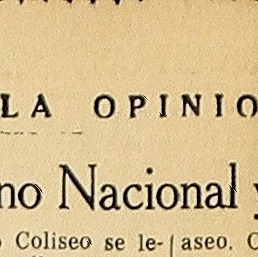 LA OPINIO
no Nacional y
Coliseo se le- aseo.